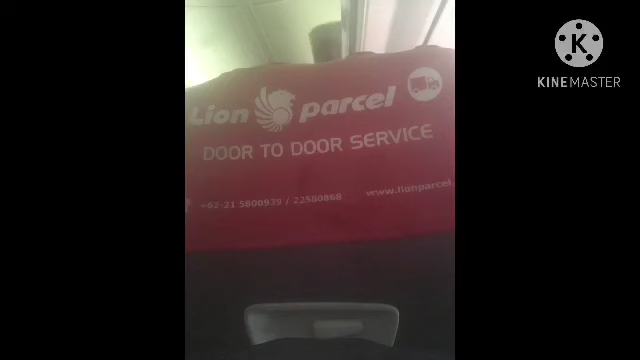 Lion parcel
DOOR TO DOOR SERVICE
+62-21 5800939 / 22580868
www.lionparcel.
KINEMASTER